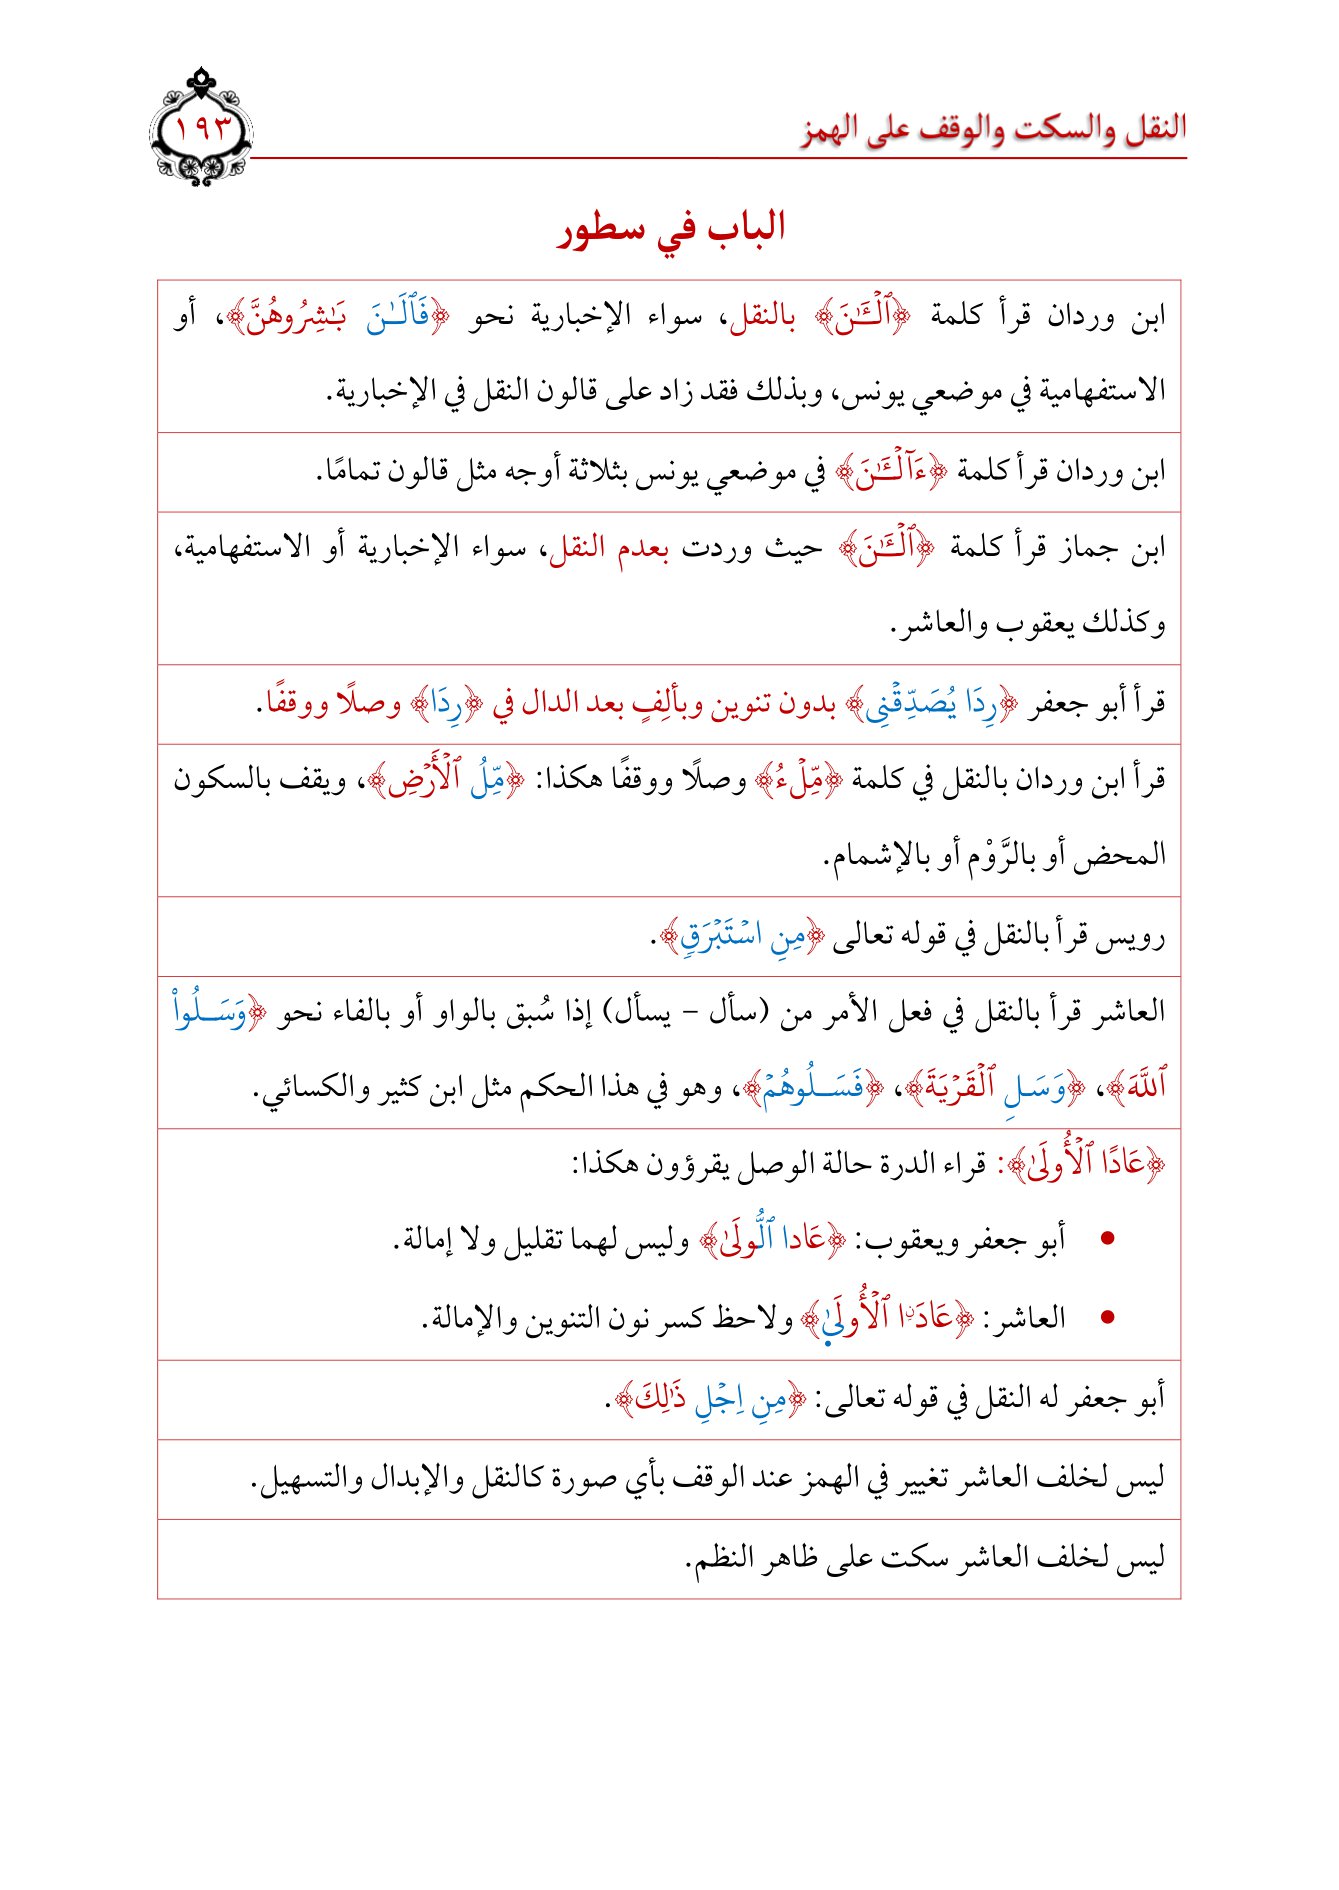 النقل والسكت والوقف على الهمز
١٩٣
الباب في سطور
ابن وردان قرأ كلمة ﴿ٱلۡـَٰٔنَ﴾ بالنقل، سواء الإخبارية نحو ﴿فَٱلَـٰنَ بَٰشِرُوهُنَّ﴾، أو
الاستفهامية في موضعي يونس، وبذلك فقد زاد على قالون النقل في الإخبارية.
ابن وردان قرأ كلمة ﴿ءَآلۡـَٰٔنَ﴾ في موضعي يونس بثلاثة أوجه مثل قالون تمامًا.
ابن جماز قرأ كلمة ﴿ٱلۡـَٰٔنَ﴾ حيث وردت بعدم النقل، سواء الإخبارية أو الاستفهامية،
وكذلك يعقوب والعاشر.
قرأ أبو جعفر ﴿رِدَا يُصَدِّقۡنِى﴾ بدون تنوين وبألِفٍ بعد الدال في ﴿رِدَا﴾ وصلًا ووقفًا.
قرأ ابن وردان بالنقل في كلمة ﴿مِّلۡءُ﴾ وصلًا ووقفًا هكذا: ﴿مِّلُ ٱلۡأَرۡضِ﴾، ويقف بالسكون
المحض أو بالرَّوْم أو بالإشمام.
رويس قرأ بالنقل في قوله تعالى ﴿مِنِ اسۡتَبۡرَقٖ﴾.
العاشر قرأ بالنقل في فعل الأمر من (سأل – يسأل) إذا سُبق بالواو أو بالفاء نحو ﴿وَسَـلُواْ
ٱللَّهَ﴾، ﴿وَسَـلِ ٱلۡقَرۡيَةَ﴾، ﴿فَسَـلُوهُمۡ﴾، وهو في هذا الحكم مثل ابن كثير والكسائي.
﴿عَادًا ٱلۡأُولَىٰ﴾: قراء الدرة حالة الوصل يقرؤون هكذا:
• أبو جعفر ويعقوب: ﴿عَادا ٱلُّولَىٰ﴾ وليس لهما تقليل ولا إمالة.
• العاشر: ﴿عَادَنِا ٱلۡأُولَىٰ﴾ ولاحظ كسر نون التنوين والإمالة.
أبو جعفر له النقل في قوله تعالى: ﴿مِنِ اِجۡلِ ذَٰلِكَ﴾.
ليس لخلف العاشر تغيير في الهمز عند الوقف بأي صورة كالنقل والإبدال والتسهيل.
ليس لخلف العاشر سكت على ظاهر النظم.